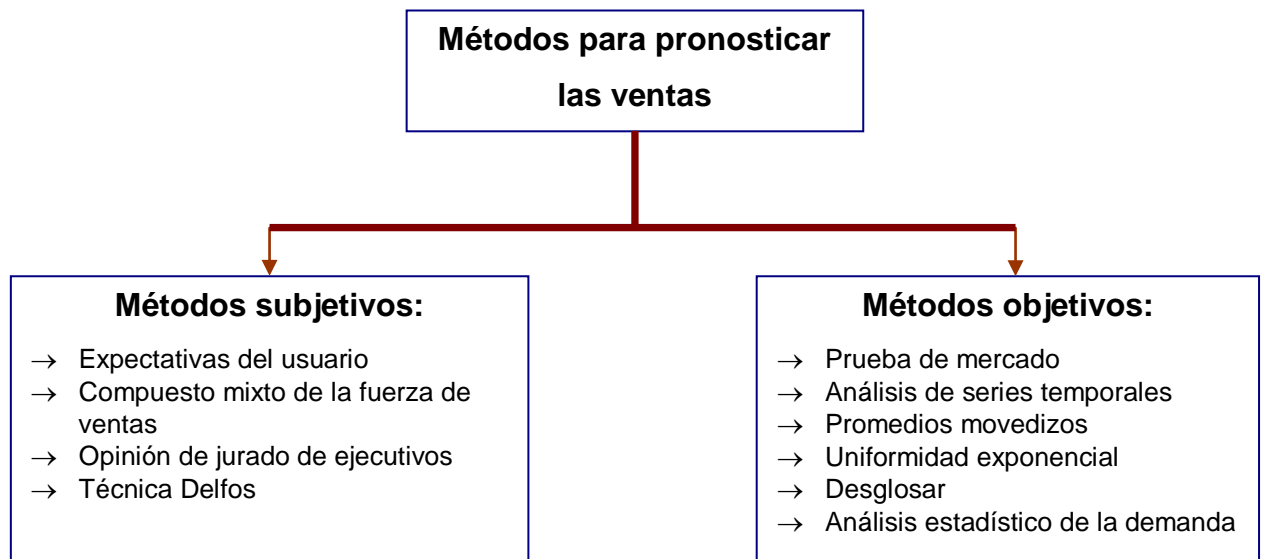 Métodos para pronosticar
las ventas
Métodos subjetivos:
→ Expectativas del usuario
→ Compuesto mixto de la fuerza de
ventas
→ Opinión de jurado de ejecutivos
→ Técnica Delfos
Métodos objetivos:
→ Prueba de mercado
→ Análisis de series temporales
→ Promedios movedizos
→ Uniformidad exponencial
→ Desglosar
→ Análisis estadístico de la demanda